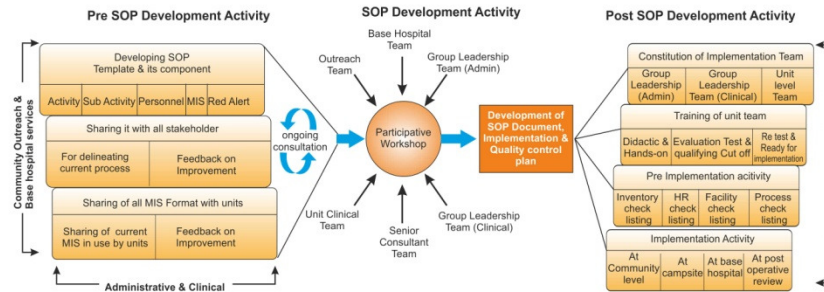 Pre SOP Development Activity
Developing SOP
Template & its component
Activity
Sub Activity
Personnel
MIS
Red Alert
Sharing it with all stakeholder
For delineating
current process
Feedback on
Improvement
Sharing of all MIS Format with units
Sharing of current
MIS in use by units
Feedback on
Improvement
Community Outreach &
Base hospital services
Administrative & Clinical
ongoing
consultation
SOP Development Activity
Base Hospital
Team
Outreach
Team
Group Leadership
Team (Admin)
Participative
Workshop
Unit Clinical
Team
Senior
Consultant
Team
Group Leadership
Team (Clinical)
Development of
SOP Document,
Implementation &
Quality control
plan
Post SOP Development Activity
Constitution of Implementation Team
Group
Leadership
(Admin)
Group
Leadership
Team (Clinical)
Unit
level
Team
Training of unit team
Didactic &
Hands-on
Evaluation Test &
qualifying Cut off
Re test &
Ready for
implementation
Pre Implementation acitivity
Inventory
check
listing
HR
check
listing
Facility
check
listing
Process
check
listing
Implementation Activity
At
Community
level
At
campsite
At base
hospital
At post
operative
review